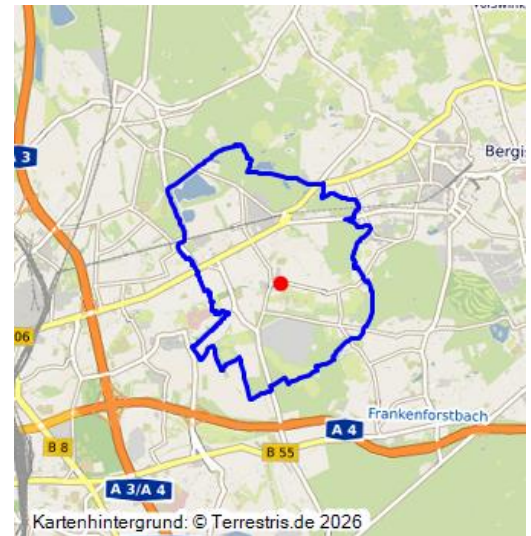 Bergis
A 3
06
Frankenforstbach
A 4
B 8
B 55
A 3/A 4
Kartenhintergrund: © Terrestris.de 2026